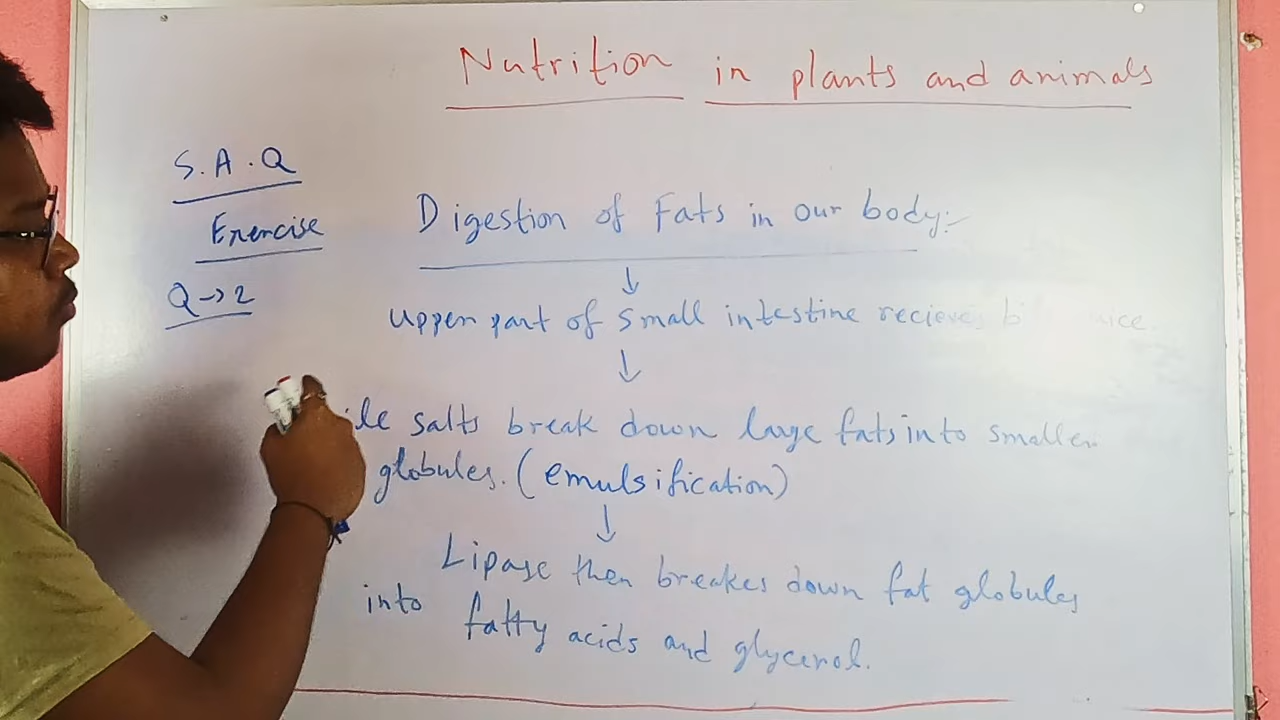 Nutrition in plants and animals
S.A.Q
Exercise
Q→2
Digestion of Fats in our body:-
↓
upper part of small intestine recieves
↓
salts break down large fats into smaller
globules. (emulsification)
↓
Lipase then breakes down fat globules
into fatty acids and glycerol.